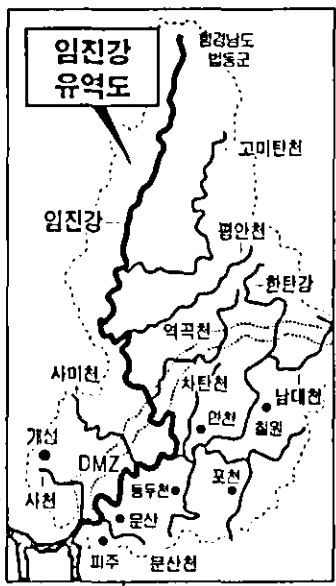 임진강
유역도
함경남도
법동군
고미탄천
임진강
평안천
한탄강
역곡천
사미천
차탄천
남대천
개성
안천
철원
DMZ
사천
동두천
포천
문산
피주
문산천